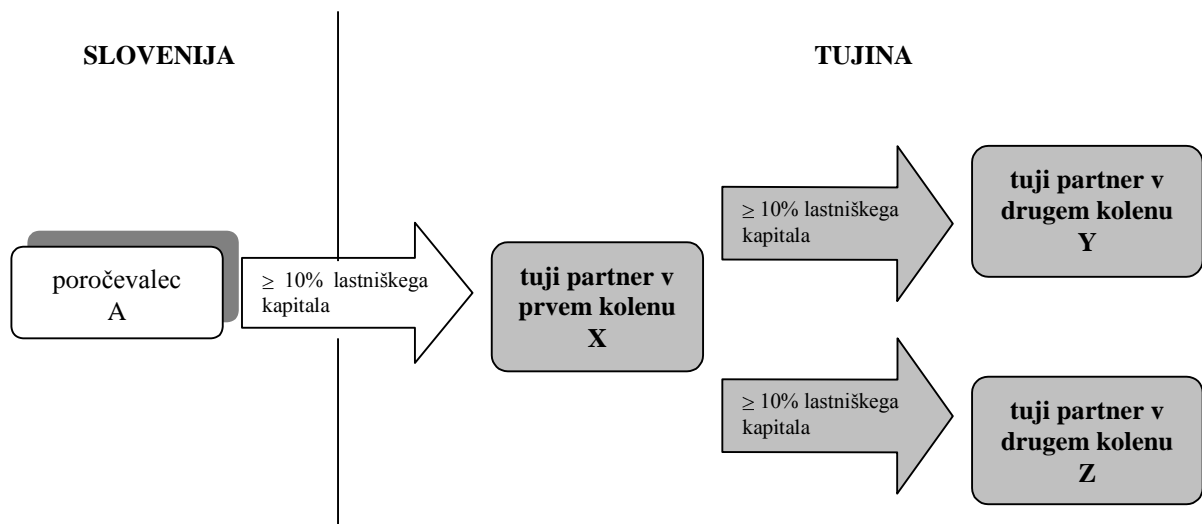 SLOVENIJA
TUJINA
poročevalec
A
≥ 10% lastniškega
kapitala
tuji partner v
prvem kolenu
X
≥ 10% lastniškega
kapitala
tuji partner v
drugem kolenu
Y
≥ 10% lastniškega
kapitala
tuji partner v
drugem kolenu
Z